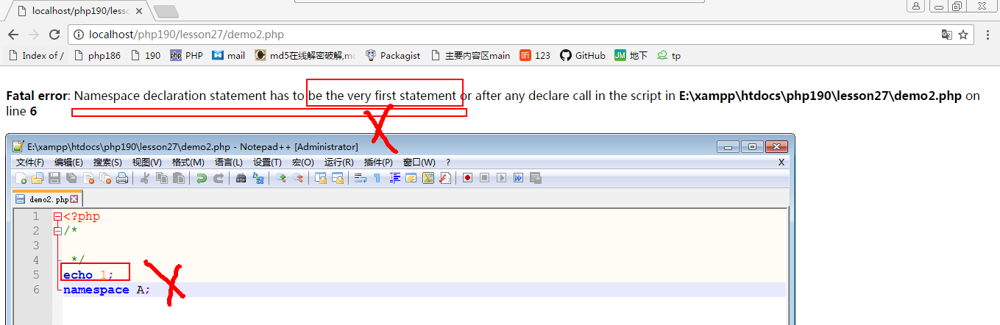 localhost/php190/less
localhost/php190/lesson27/demo2.php
Index of / php186 190 PHP mail md5在线解密破解,m Packagist 主要内容区main 听 123 GitHub JM 地下 tp
Fatal error: Namespace declaration statement has to be the very first statement or after any declare call in the script in E:\xampp\htdocs\php190\lesson27\demo2.php on
line 6
E:\xampp\htdocs\php190\lesson27\demo2.php - Notepad++ [Administrator]
文件(F) 编辑(E) 搜索(S) 视图(V) 格式(M) 语言(L) 设置(T) 宏(O) 运行(R) 插件(P) 窗口(W) ? X
demo2.php
1 <?php
2 /*
3
4 */
5 echo 1;
6 namespace A;